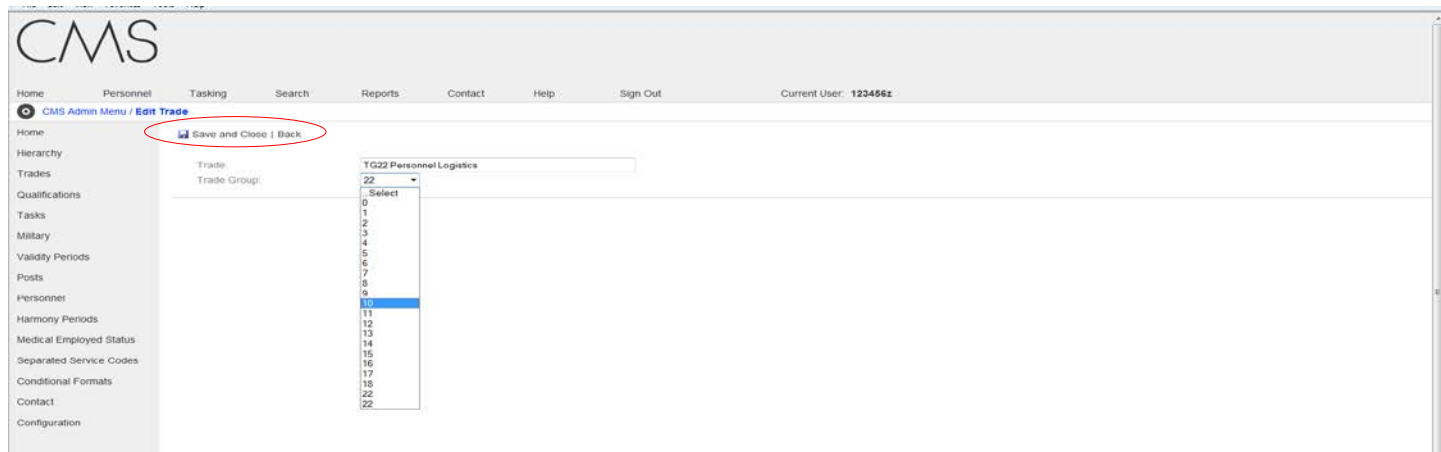 CMS
Home Personnel Tasking Search Reports Contact Help Sign Out Current User: 123456z
CMS Admin Menu / Edit Trade
Home
Save and Close | Back
Hierarchy
Trade:
TG22 Personnel Logistics
Trades
Trade Group:
22
Qualifications
..Select
0
Tasks
1
2
Military
3
4
Validity Periods
5
6
Posts
7
8
Personnel
9
10
Harmony Periods
11
12
Medical Employed Status
13
14
Separated Service Codes
15
16
Conditional Formats
17
18
Contact
22
22
Configuration